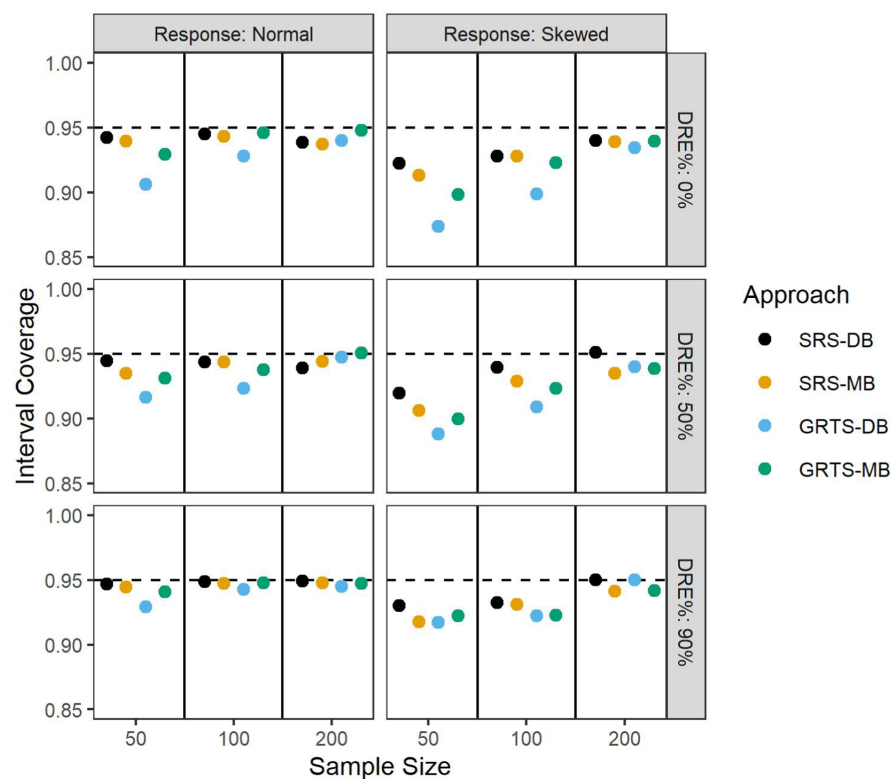 Response: Normal
Response: Skewed
1.00
0.95
0.90
0.85
DRE%: 0%
1.00
0.95
0.90
0.85
DRE%: 50%
1.00
0.95
0.90
0.85
DRE%: 90%
Interval Coverage
50
100
200
50
100
200
Sample Size
Approach
SRS-DB
SRS-MB
GRTS-DB
GRTS-MB